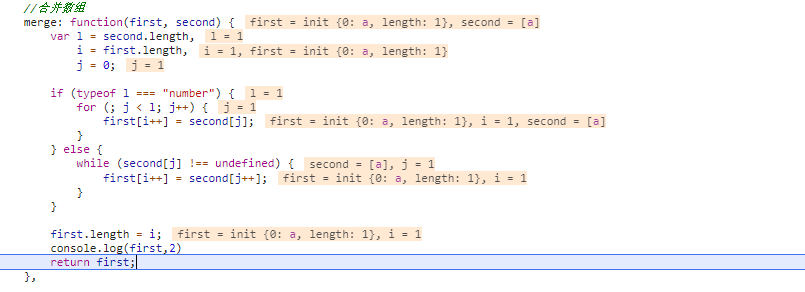 //合并数组
merge: function(first, second) { first = init {0: a, length: 1}, second = [a]
var l = second.length, l = 1
i = first.length, i = 1, first = init {0: a, length: 1}
j = 0; j = 1
if (typeof l === "number") { l = 1
for (; j < l; j++) { j = 1
first[i++] = second[j]; first = init {0: a, length: 1}, i = 1, second = [a]
}
} else {
while (second[j] !== undefined) { second = [a], j = 1
first[i++] = second[j++]; first = init {0: a, length: 1}, i = 1
}
}
first.length = i; first = init {0: a, length: 1}, i = 1
console.log(first,2)
return first;
},